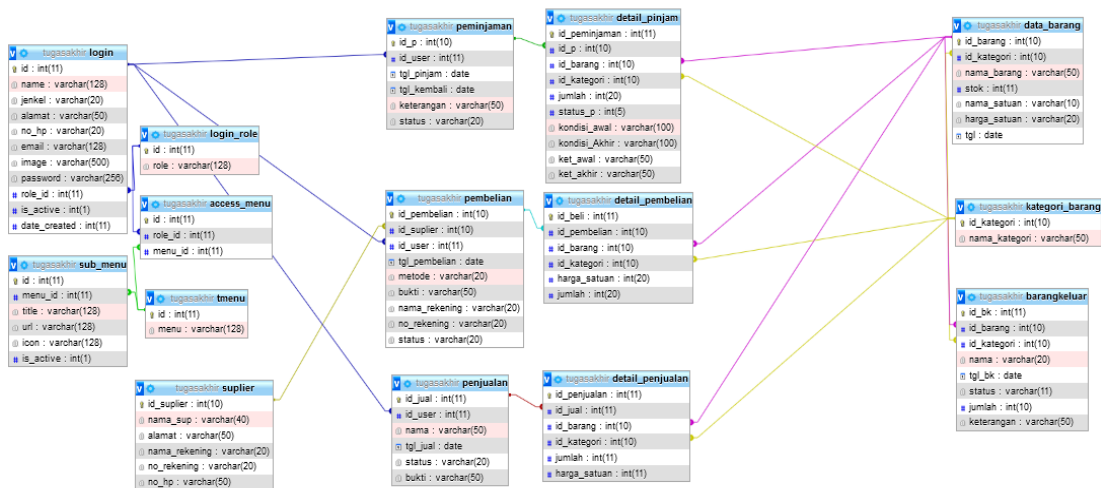 tugasakhir login
id : int(11)
name : varchar(128)
jenkel : varchar(20)
alamat : varchar(50)
no_hp : varchar(20)
email : varchar(128)
image : varchar(500)
password : varchar(256)
role_id : int(11)
is_active : int(1)
date_created : int(11)
tugasakhir login_role
id : int(11)
role : varchar(128)
tugasakhir access_menu
id : int(11)
role_id : int(11)
menu_id : int(11)
tugasakhir sub_menu
id : int(11)
menu_id : int(11)
title : varchar(128)
url : varchar(128)
icon : varchar(128)
is_active : int(1)
tugasakhir tmenu
id : int(11)
menu : varchar(128)
tugasakhir suplier
id_suplier : int(10)
nama_sup : varchar(40)
alamat : varchar(50)
nama_rekening : varchar(20)
no_rekening : varchar(20)
no_hp : varchar(50)
tugasakhir peminjaman
id_p : int(10)
id_user : int(11)
tgl_pinjam : date
tgl_kembali : date
keterangan : varchar(50)
status : varchar(20)
tugasakhir pembelian
id_pembelian : int(10)
id_suplier : int(10)
id_user : int(11)
tgl_pembelian : date
metode : varchar(20)
bukti : varchar(50)
nama_rekening : varchar(20)
no_rekening : varchar(20)
status : varchar(20)
tugasakhir penjualan
id_jual : int(11)
id_user : int(11)
nama : varchar(50)
tgl_jual : date
status : varchar(20)
bukti : varchar(50)
tugasakhir detail_pinjam
id_peminjaman : int(11)
id_p : int(10)
id_barang : int(10)
id_kategori : int(10)
jumlah : int(20)
status_p : int(5)
kondisi_awal : varchar(100)
kondisi_Akhir : varchar(100)
ket_awal : varchar(50)
ket_akhir : varchar(50)
tugasakhir detail_pembelian
id_beli : int(11)
id_pembelian : int(10)
id_barang : int(10)
id_kategori : int(10)
harga_satuan : int(20)
jumlah : int(20)
tugasakhir detail_penjualan
id_penjualan : int(11)
id_jual : int(11)
id_barang : int(10)
id_kategori : int(10)
jumlah : int(11)
harga_satuan : int(11)
tugasakhir data_barang
id_barang : int(10)
id_kategori : int(10)
nama_barang : varchar(50)
stok : int(11)
nama_satuan : varchar(10)
harga_satuan : varchar(20)
tgl : date
tugasakhir kategori_barang
id_kategori : int(10)
nama_kategori : varchar(50)
tugasakhir barangkeluar
id_bk : int(11)
id_barang : int(10)
id_kategori : int(10)
nama : varchar(20)
tgl_bk : date
status : varchar(11)
jumlah : int(10)
keterangan : varchar(50)